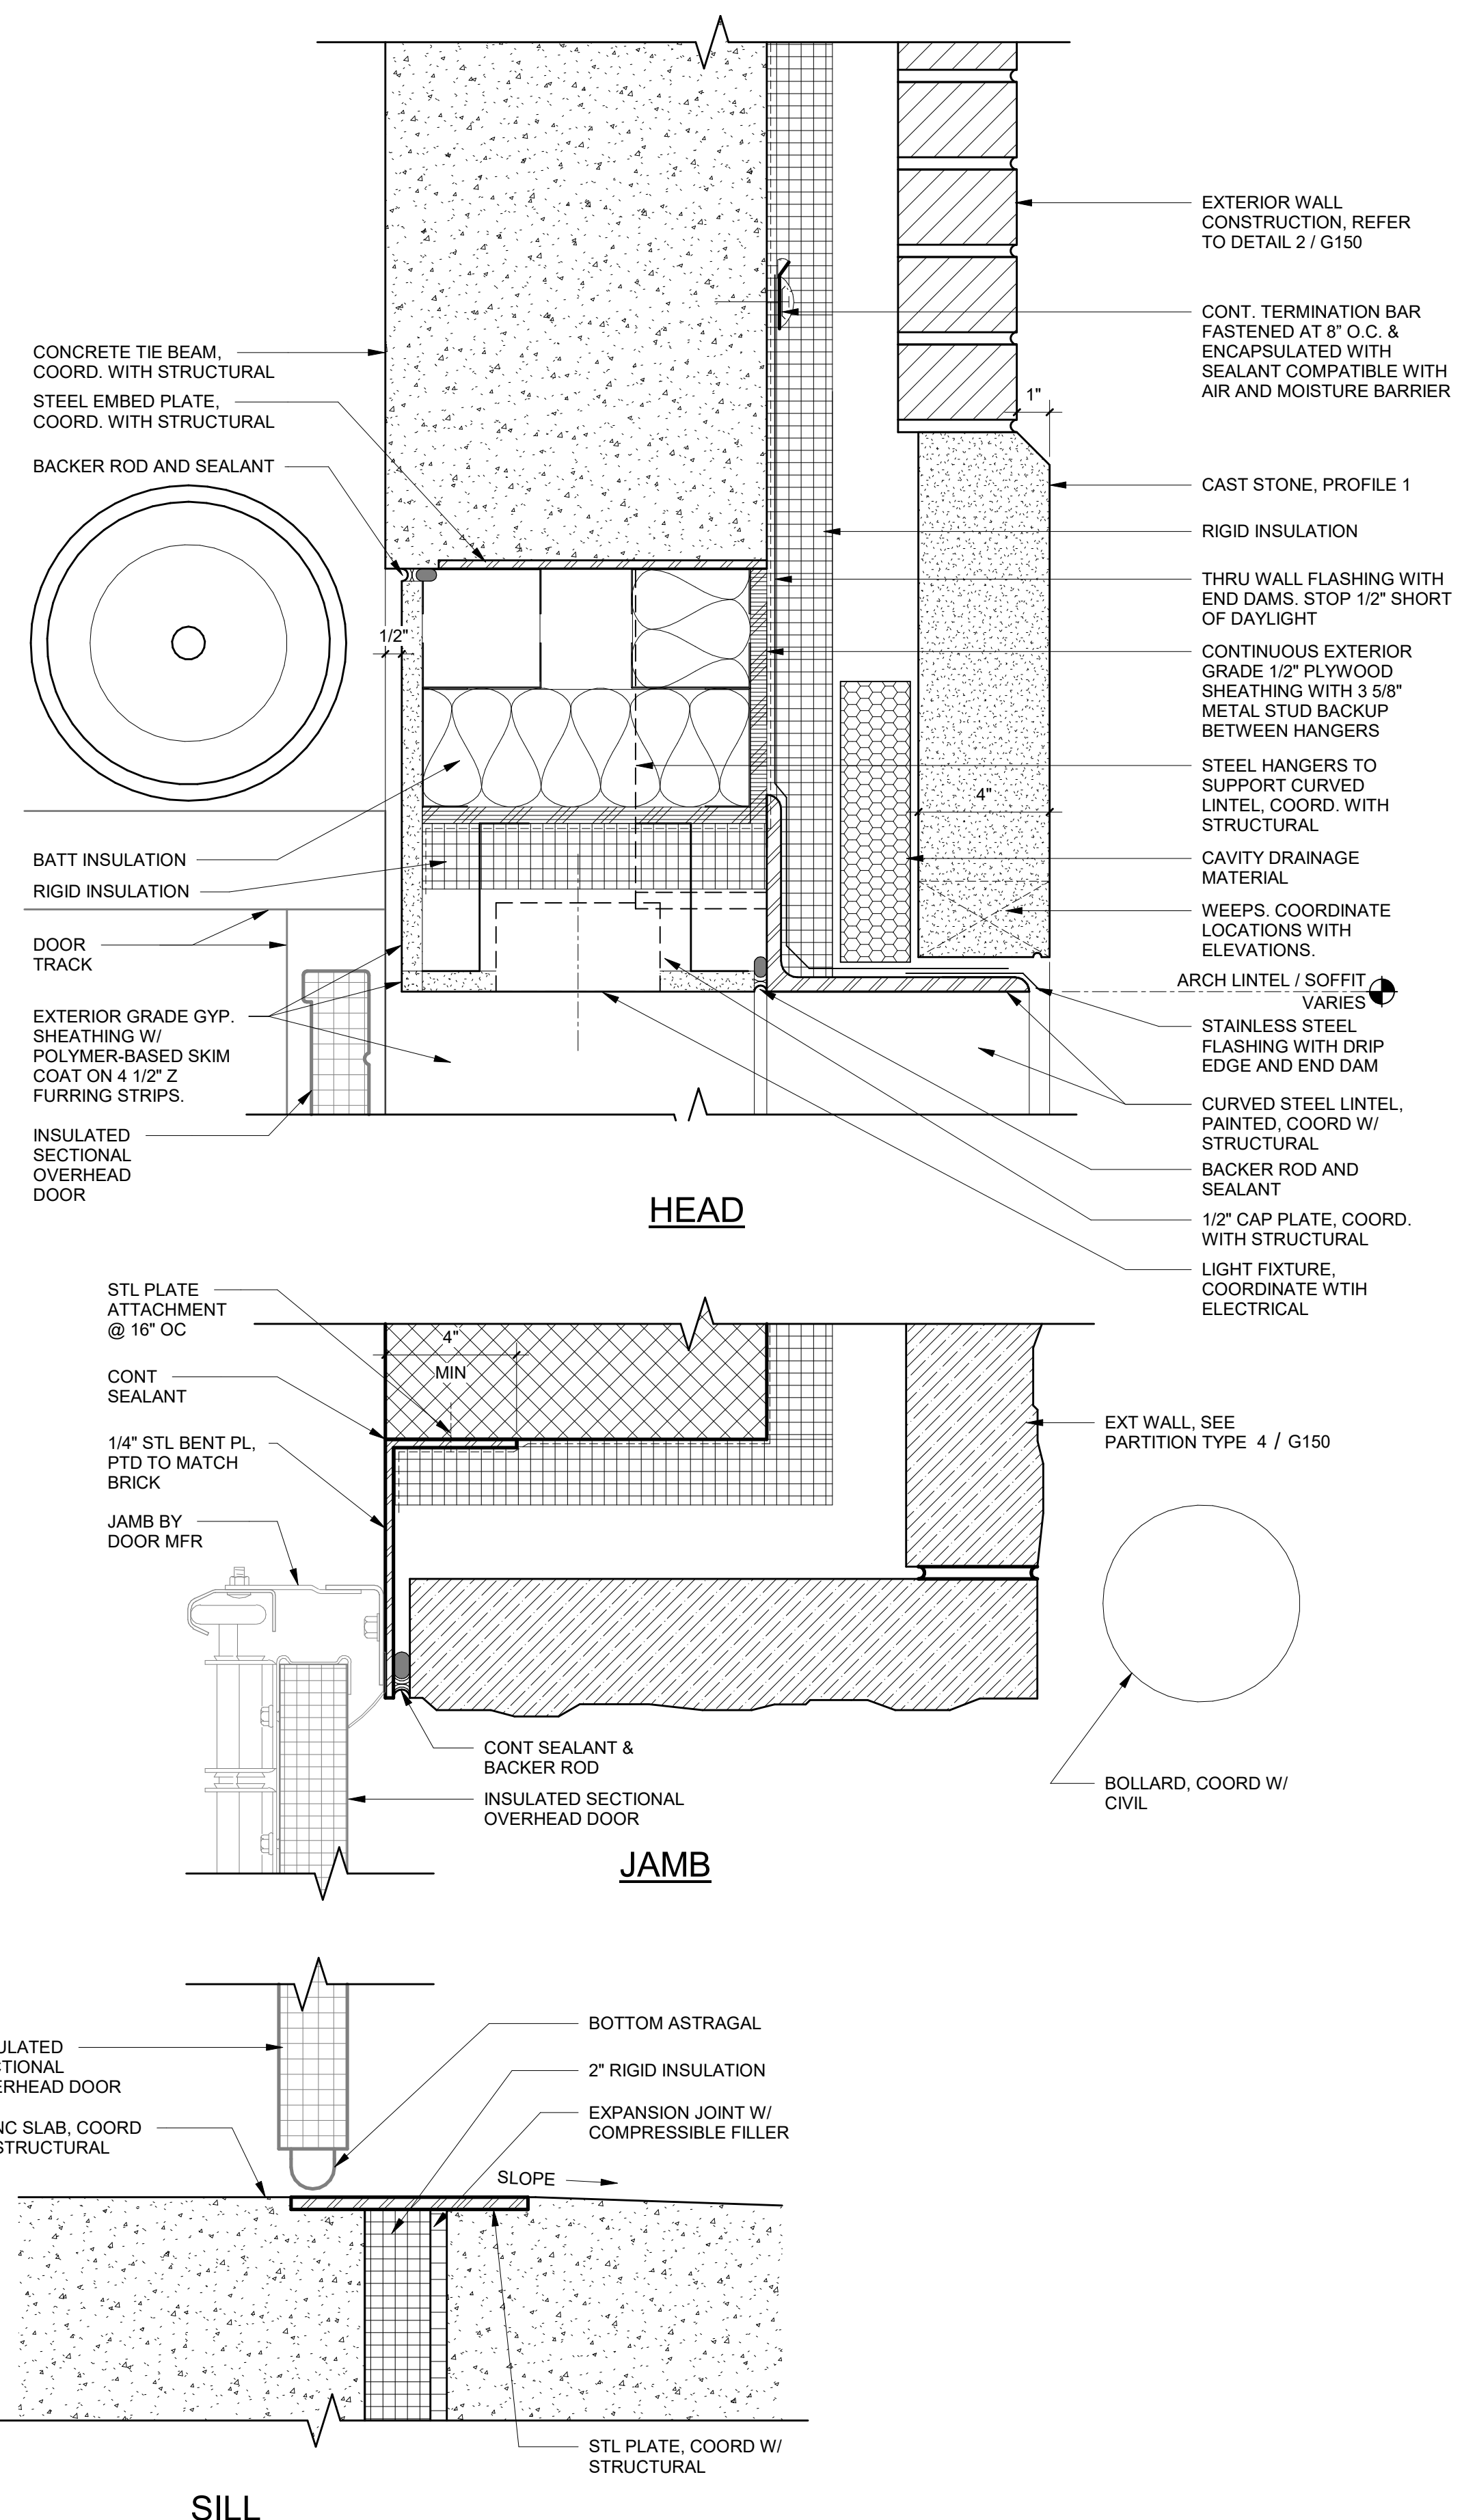 EXTERIOR WALL
CONSTRUCTION, REFER
TO DETAIL 2 / G150
CONT. TERMINATION BAR
FASTENED AT 8” O.C. &
ENCAPSULATED WITH
SEALANT COMPATIBLE WITH
AIR AND MOISTURE BARRIER
1"
CONCRETE TIE BEAM,
COORD. WITH STRUCTURAL
STEEL EMBED PLATE,
COORD. WITH STRUCTURAL
BACKER ROD AND SEALANT
CAST STONE, PROFILE 1
RIGID INSULATION
THRU WALL FLASHING WITH
END DAMS. STOP 1/2" SHORT
OF DAYLIGHT
1/2"
CONTINUOUS EXTERIOR
GRADE 1/2" PLYWOOD
SHEATHING WITH 3 5/8"
METAL STUD BACKUP
BETWEEN HANGERS
STEEL HANGERS TO
SUPPORT CURVED
LINTEL, COORD. WITH
STRUCTURAL
4"
BATT INSULATION
RIGID INSULATION
CAVITY DRAINAGE
MATERIAL
WEEPS. COORDINATE
LOCATIONS WITH
ELEVATIONS.
DOOR
TRACK
ARCH LINTEL / SOFFIT
VARIES
EXTERIOR GRADE GYP.
SHEATHING W/
POLYMER-BASED SKIM
COAT ON 4 1/2" Z
FURRING STRIPS.
STAINLESS STEEL
FLASHING WITH DRIP
EDGE AND END DAM
CURVED STEEL LINTEL,
PAINTED, COORD W/
STRUCTURAL
INSULATED
SECTIONAL
OVERHEAD
DOOR
BACKER ROD AND
SEALANT
1/2" CAP PLATE, COORD.
WITH STRUCTURAL
LIGHT FIXTURE,
COORDINATE WTIH
ELECTRICAL
HEAD
STL PLATE
ATTACHMENT
@ 16" OC
4"
MIN
CONT
SEALANT
1/4" STL BENT PL,
PTD TO MATCH
BRICK
JAMB BY
DOOR MFR
EXT WALL, SEE
PARTITION TYPE 4 / G150
CONT SEALANT &
BACKER ROD
INSULATED SECTIONAL
OVERHEAD DOOR
BOLLARD, COORD W/
CIVIL
JAMB
BOTTOM ASTRAGAL
2" RIGID INSULATION
EXPANSION JOINT W/
COMPRESSIBLE FILLER
ULATED
TIONAL
ERHEAD DOOR
NC SLAB, COORD
STRUCTURAL
SLOPE
STL PLATE, COORD W/
STRUCTURAL
SILL